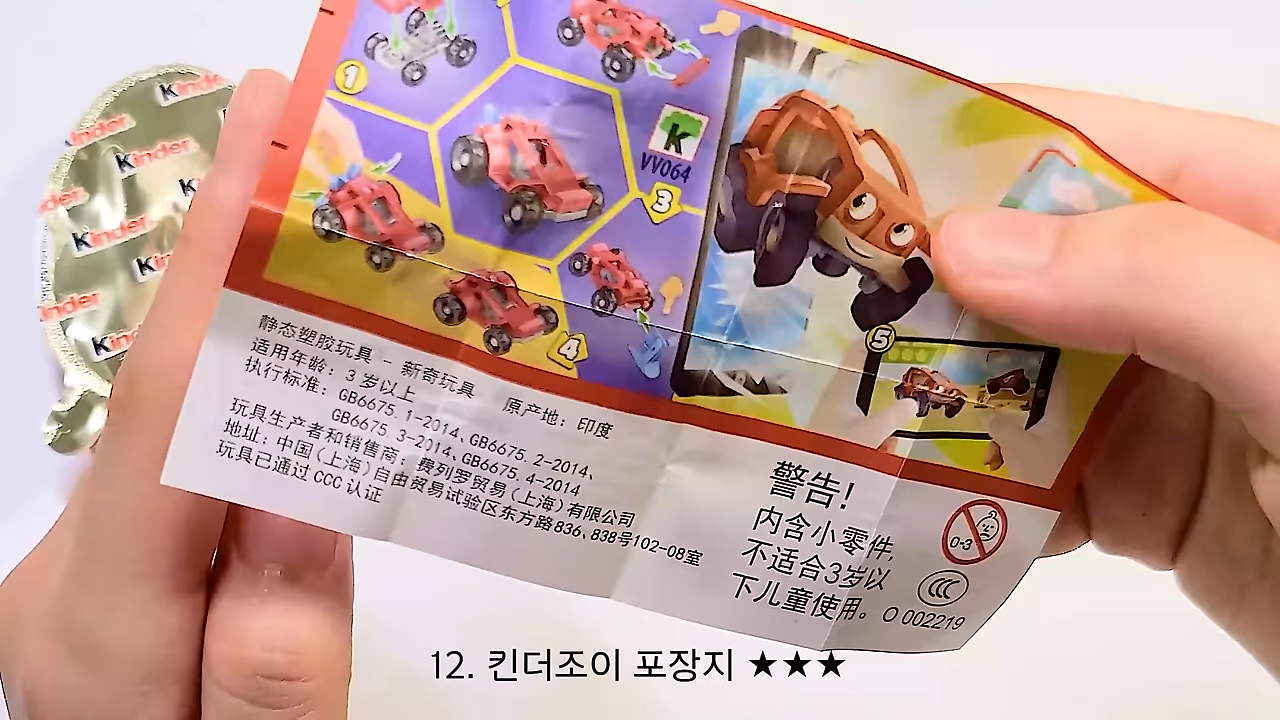 Kinder
Kinder
Kinder
Kinder
Kinder
1
K
VV064
3
4
5
静态塑胶玩具 - 新奇玩具 原产地: 印度
适用年龄: 3 岁以上
执行标准: GB6675.1-2014、GB6675.2-2014、
GB6675.3-2014、GB6675.4-2014
玩具生产者和销售商: 费列罗贸易(上海)有限公司
地址: 中国(上海)自由贸易试验区东方路836、838号102-08室
玩具已通过 CCC 认证
警告!
内含小零件,
不适合3岁以
下儿童使用。
0-3
CCC
O 002219
12. 킨더조이 포장지 ★★★